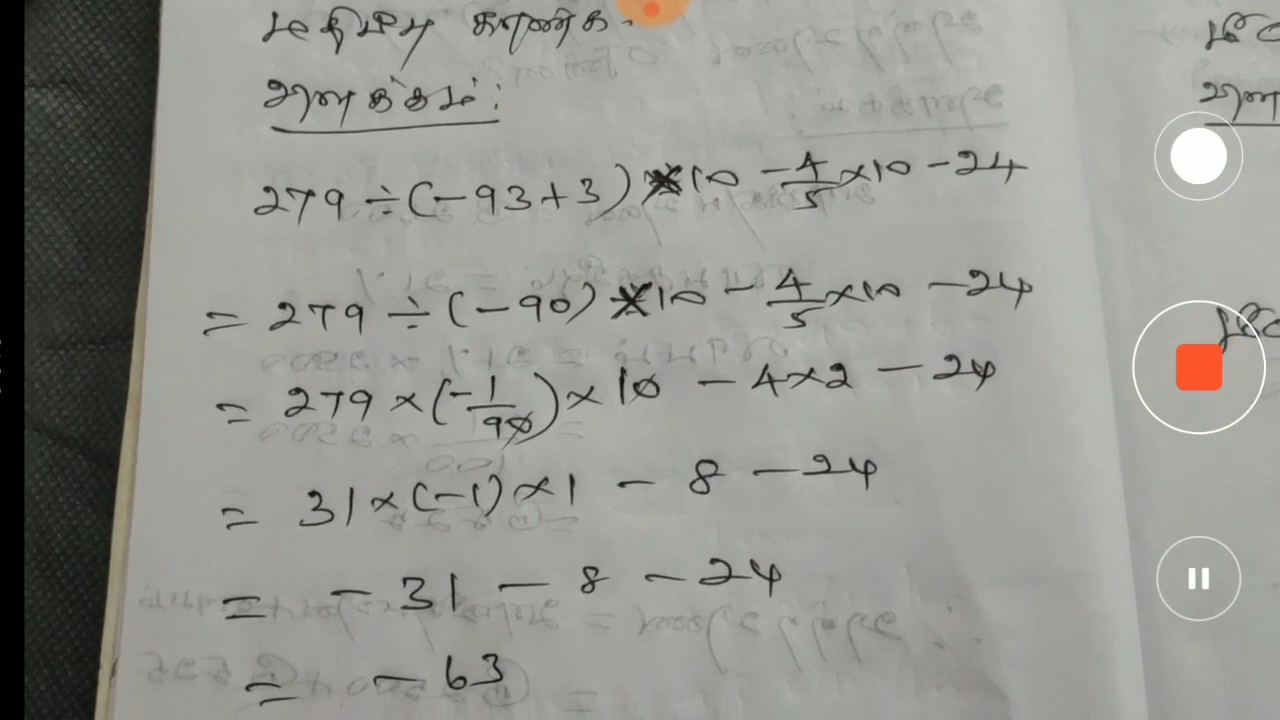 மதிப்பு காண்க.
அளக்கம்:
279 ÷ (-93+3) × 10 - 4/5 × 10 - 24
= 279 ÷ (-90) × 10 - 4/5 × 10 - 24
= 279 × (-1/90) × 10 - 4×2 - 24
= 31 × (-1) × 1 - 8 - 24
= - 31 - 8 - 24
= - 63